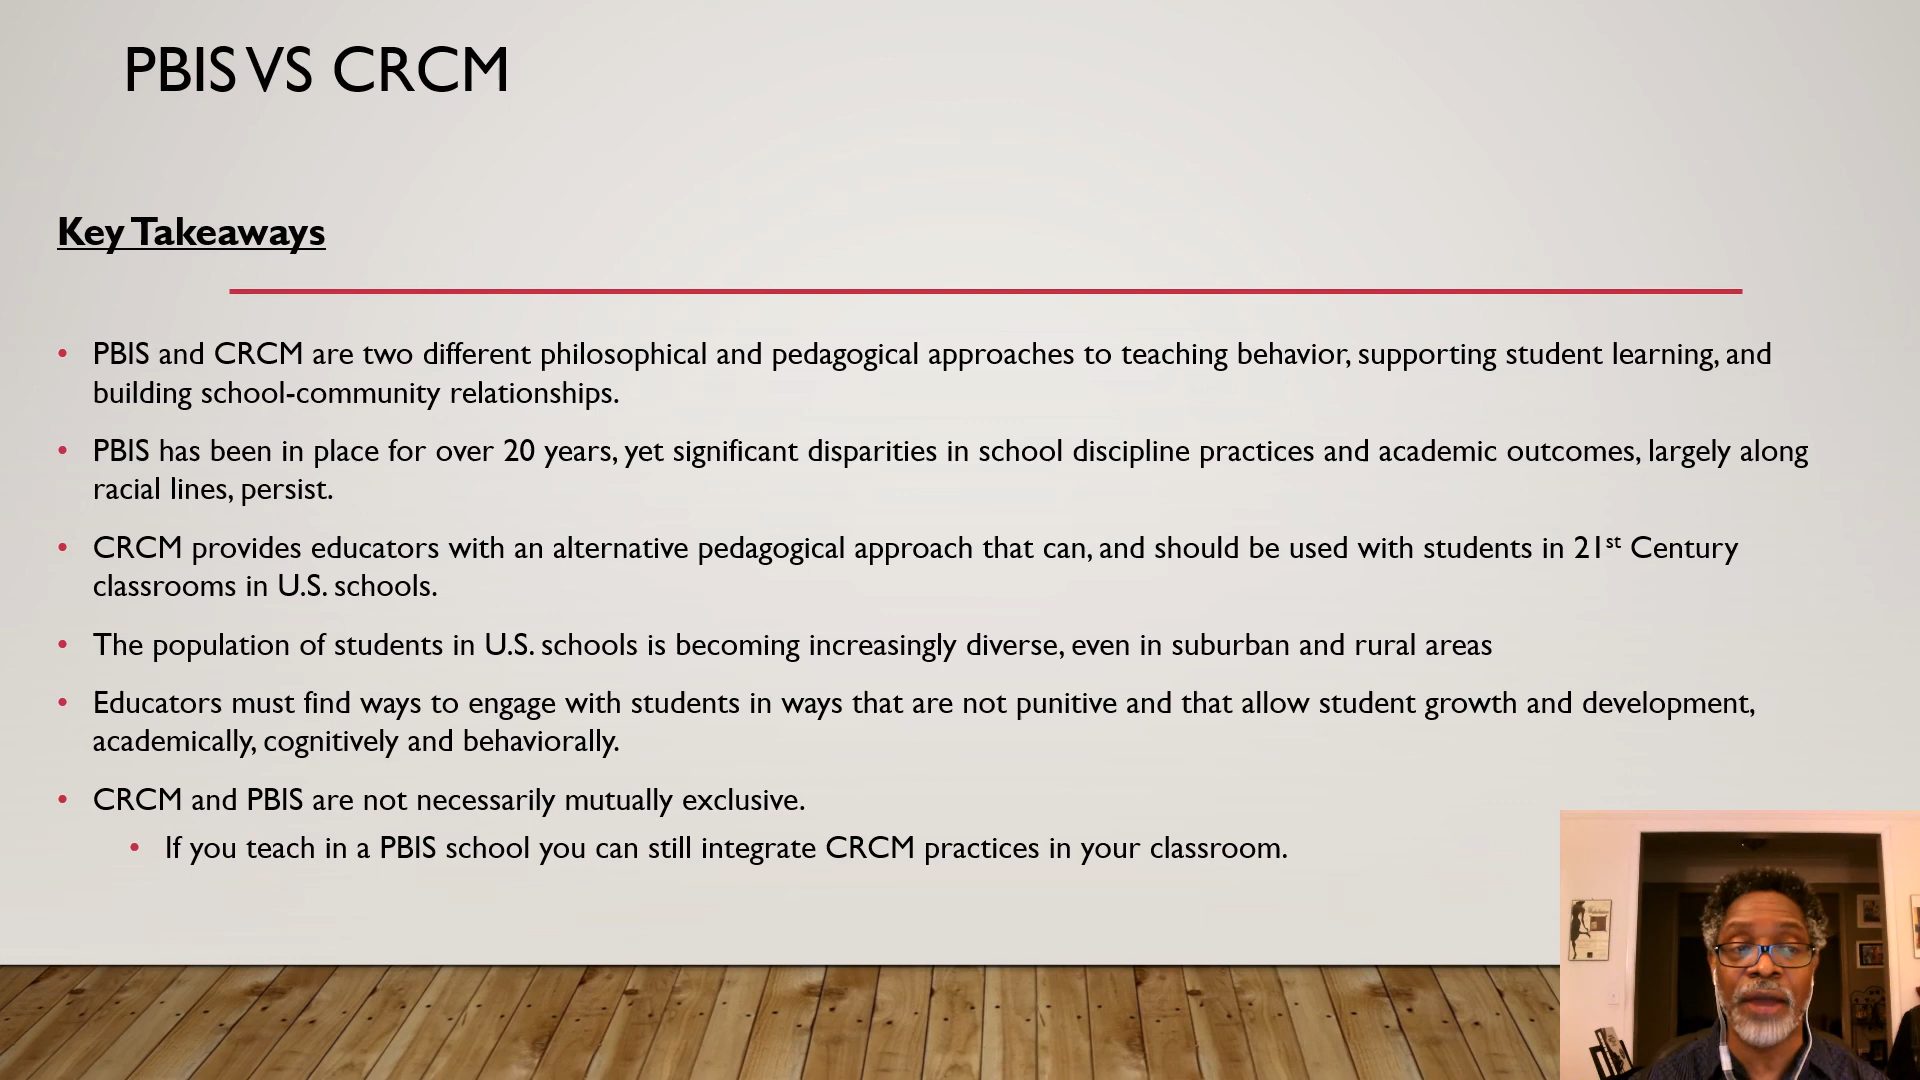 PBIS VS CRCM
Key Takeaways
• PBIS and CRCM are two different philosophical and pedagogical approaches to teaching behavior, supporting student learning, and
building school-community relationships.
• PBIS has been in place for over 20 years, yet significant disparities in school discipline practices and academic outcomes, largely along
racial lines, persist.
• CRCM provides educators with an alternative pedagogical approach that can, and should be used with students in 21st Century
classrooms in U.S. schools.
• The population of students in U.S. schools is becoming increasingly diverse, even in suburban and rural areas
• Educators must find ways to engage with students in ways that are not punitive and that allow student growth and development,
academically, cognitively and behaviorally.
• CRCM and PBIS are not necessarily mutually exclusive.
• If you teach in a PBIS school you can still integrate CRCM practices in your classroom.